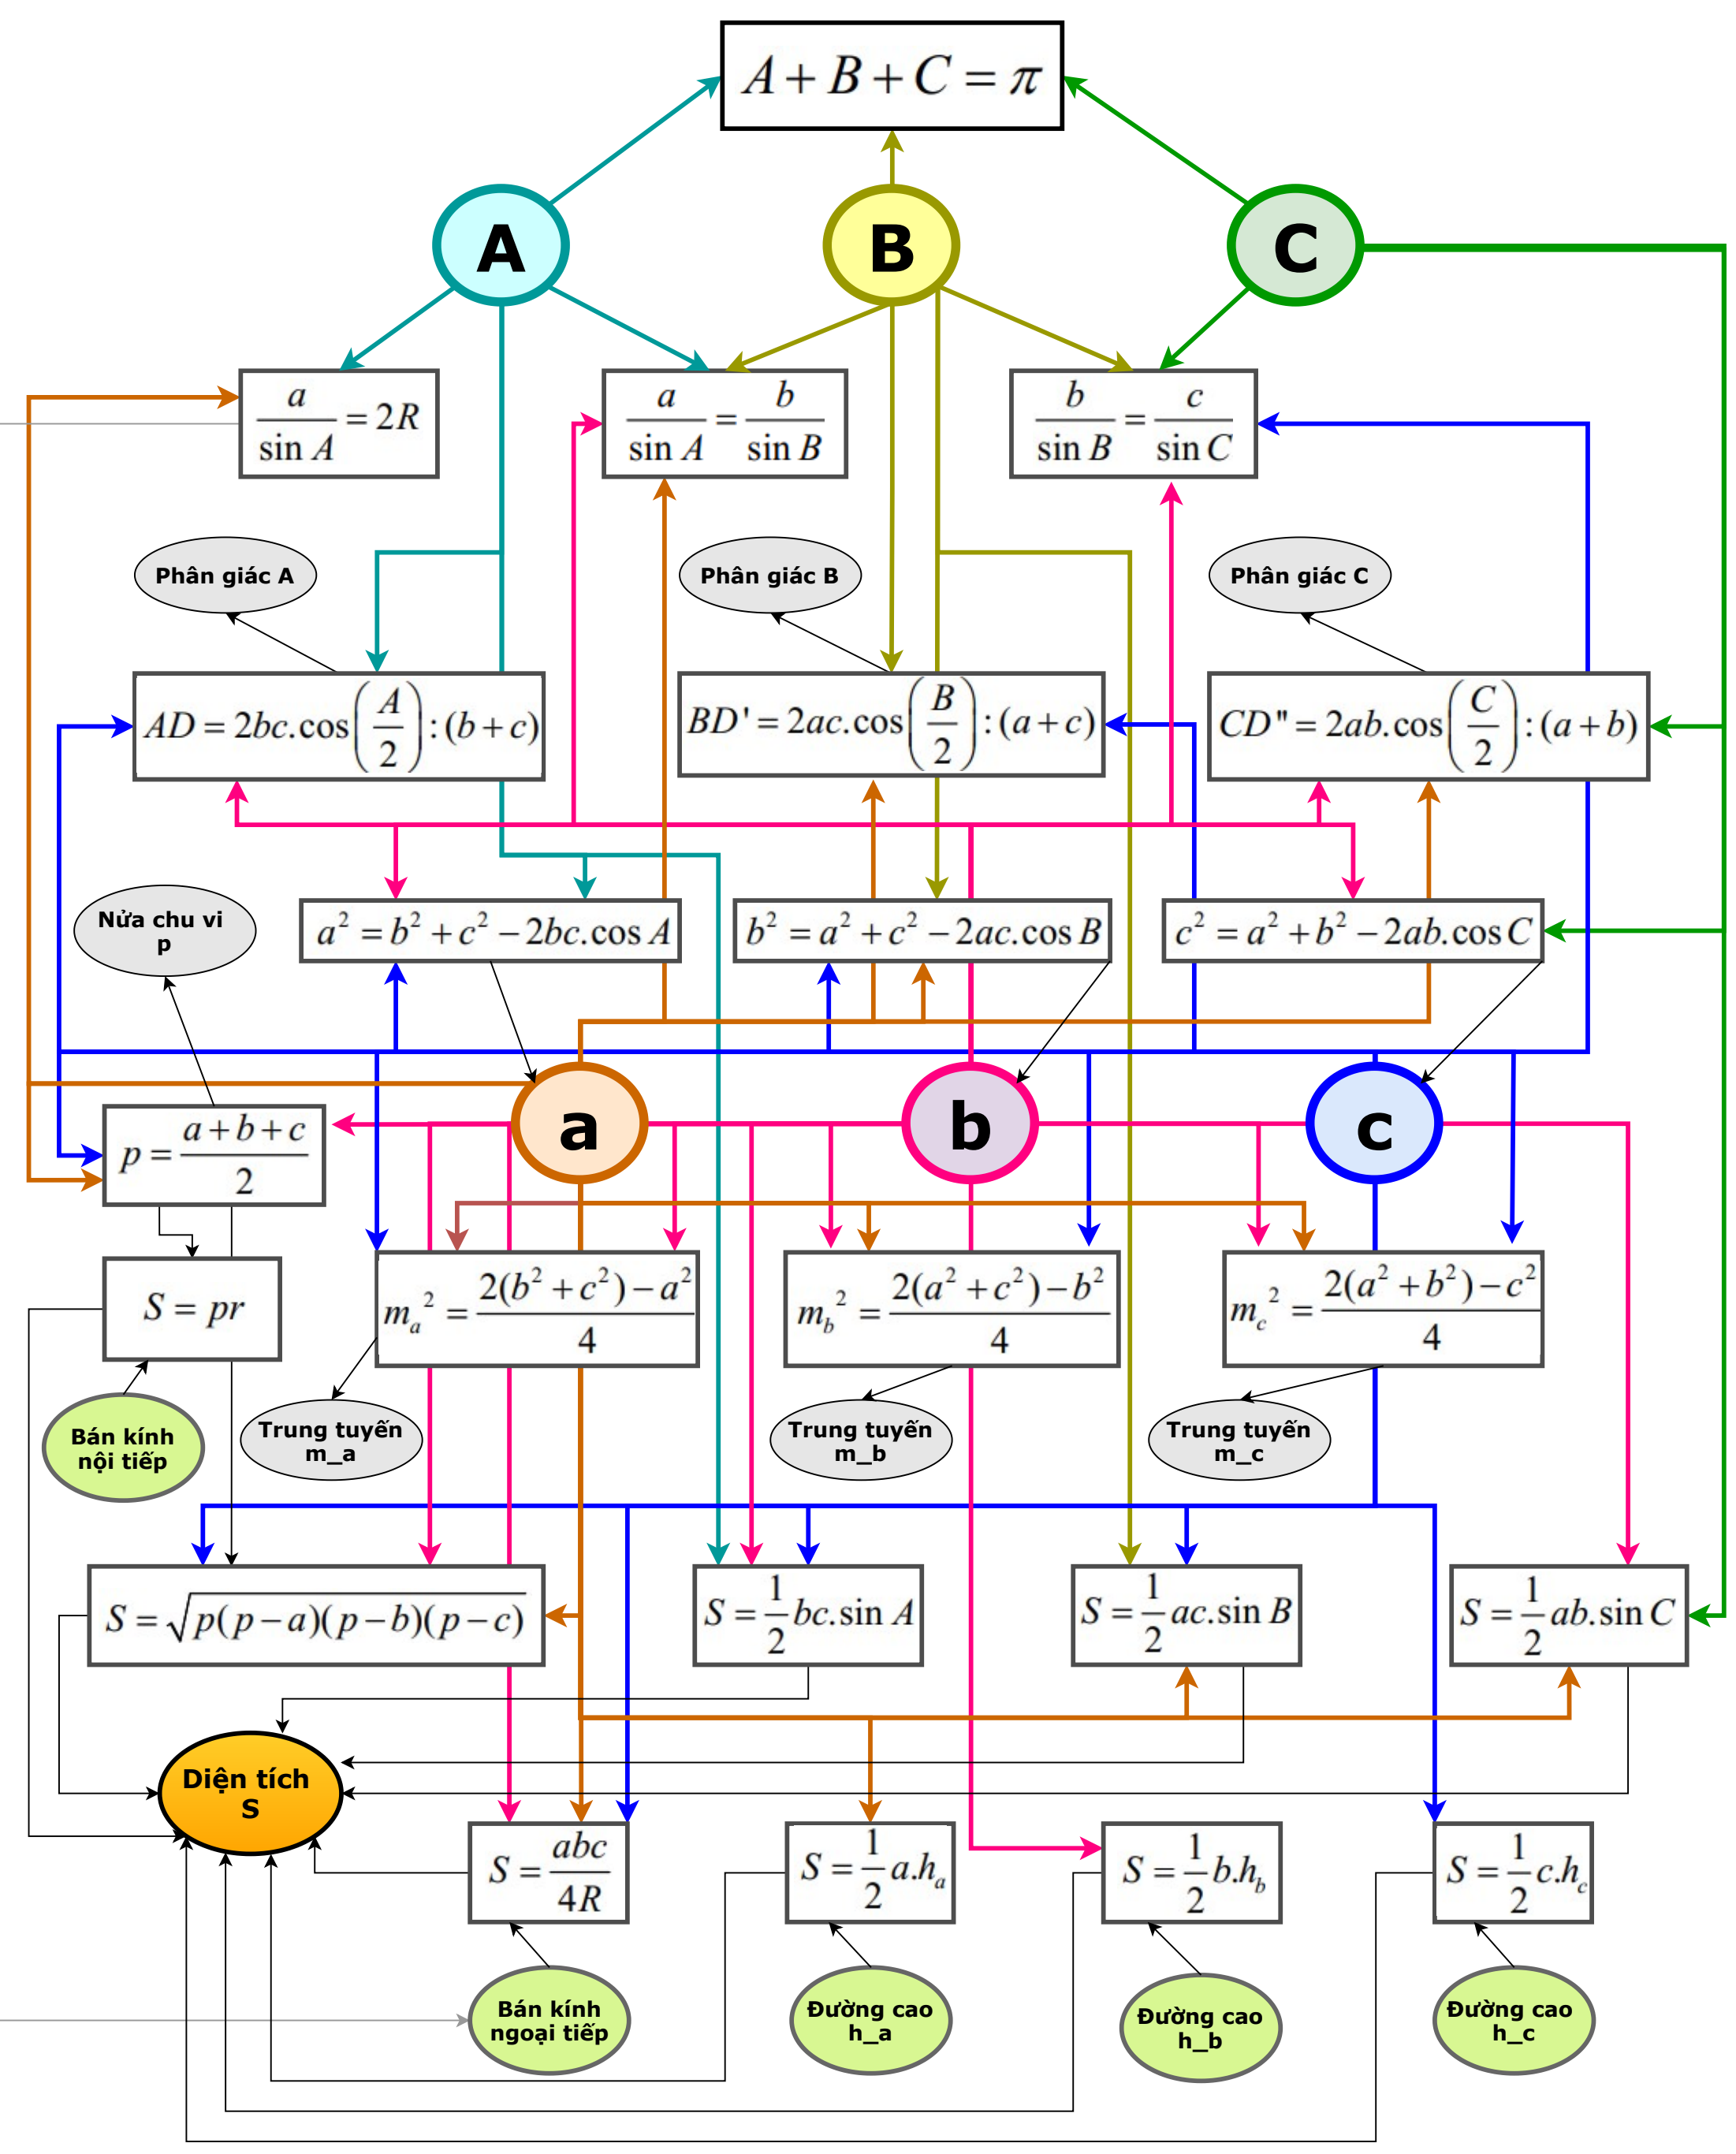 A + B + C = π
A
B
C
a/sin A = 2R
a/sin A = b/sin B
b/sin B = c/sin C
Phân giác A
Phân giác B
Phân giác C
AD = 2bc.cos(A/2) : (b + c)
BD' = 2ac.cos(B/2) : (a + c)
CD" = 2ab.cos(C/2) : (a + b)
Nửa chu vi
p
a² = b² + c² − 2bc.cos A
b² = a² + c² − 2ac.cos B
c² = a² + b² − 2ab.cos C
a
b
c
p = (a + b + c)/2
S = pr
m_a² = (2(b² + c²) − a²)/4
m_b² = (2(a² + c²) − b²)/4
m_c² = (2(a² + b²) − c²)/4
Bán kính
nội tiếp
Trung tuyến
m_a
Trung tuyến
m_b
Trung tuyến
m_c
S = √(p(p − a)(p − b)(p − c))
S = 1/2 bc.sin A
S = 1/2 ac.sin B
S = 1/2 ab.sin C
Diện tích
S
S = abc/4R
S = 1/2 a.h_a
S = 1/2 b.h_b
S = 1/2 c.h_c
Bán kính
ngoại tiếp
Đường cao
h_a
Đường cao
h_b
Đường cao
h_c